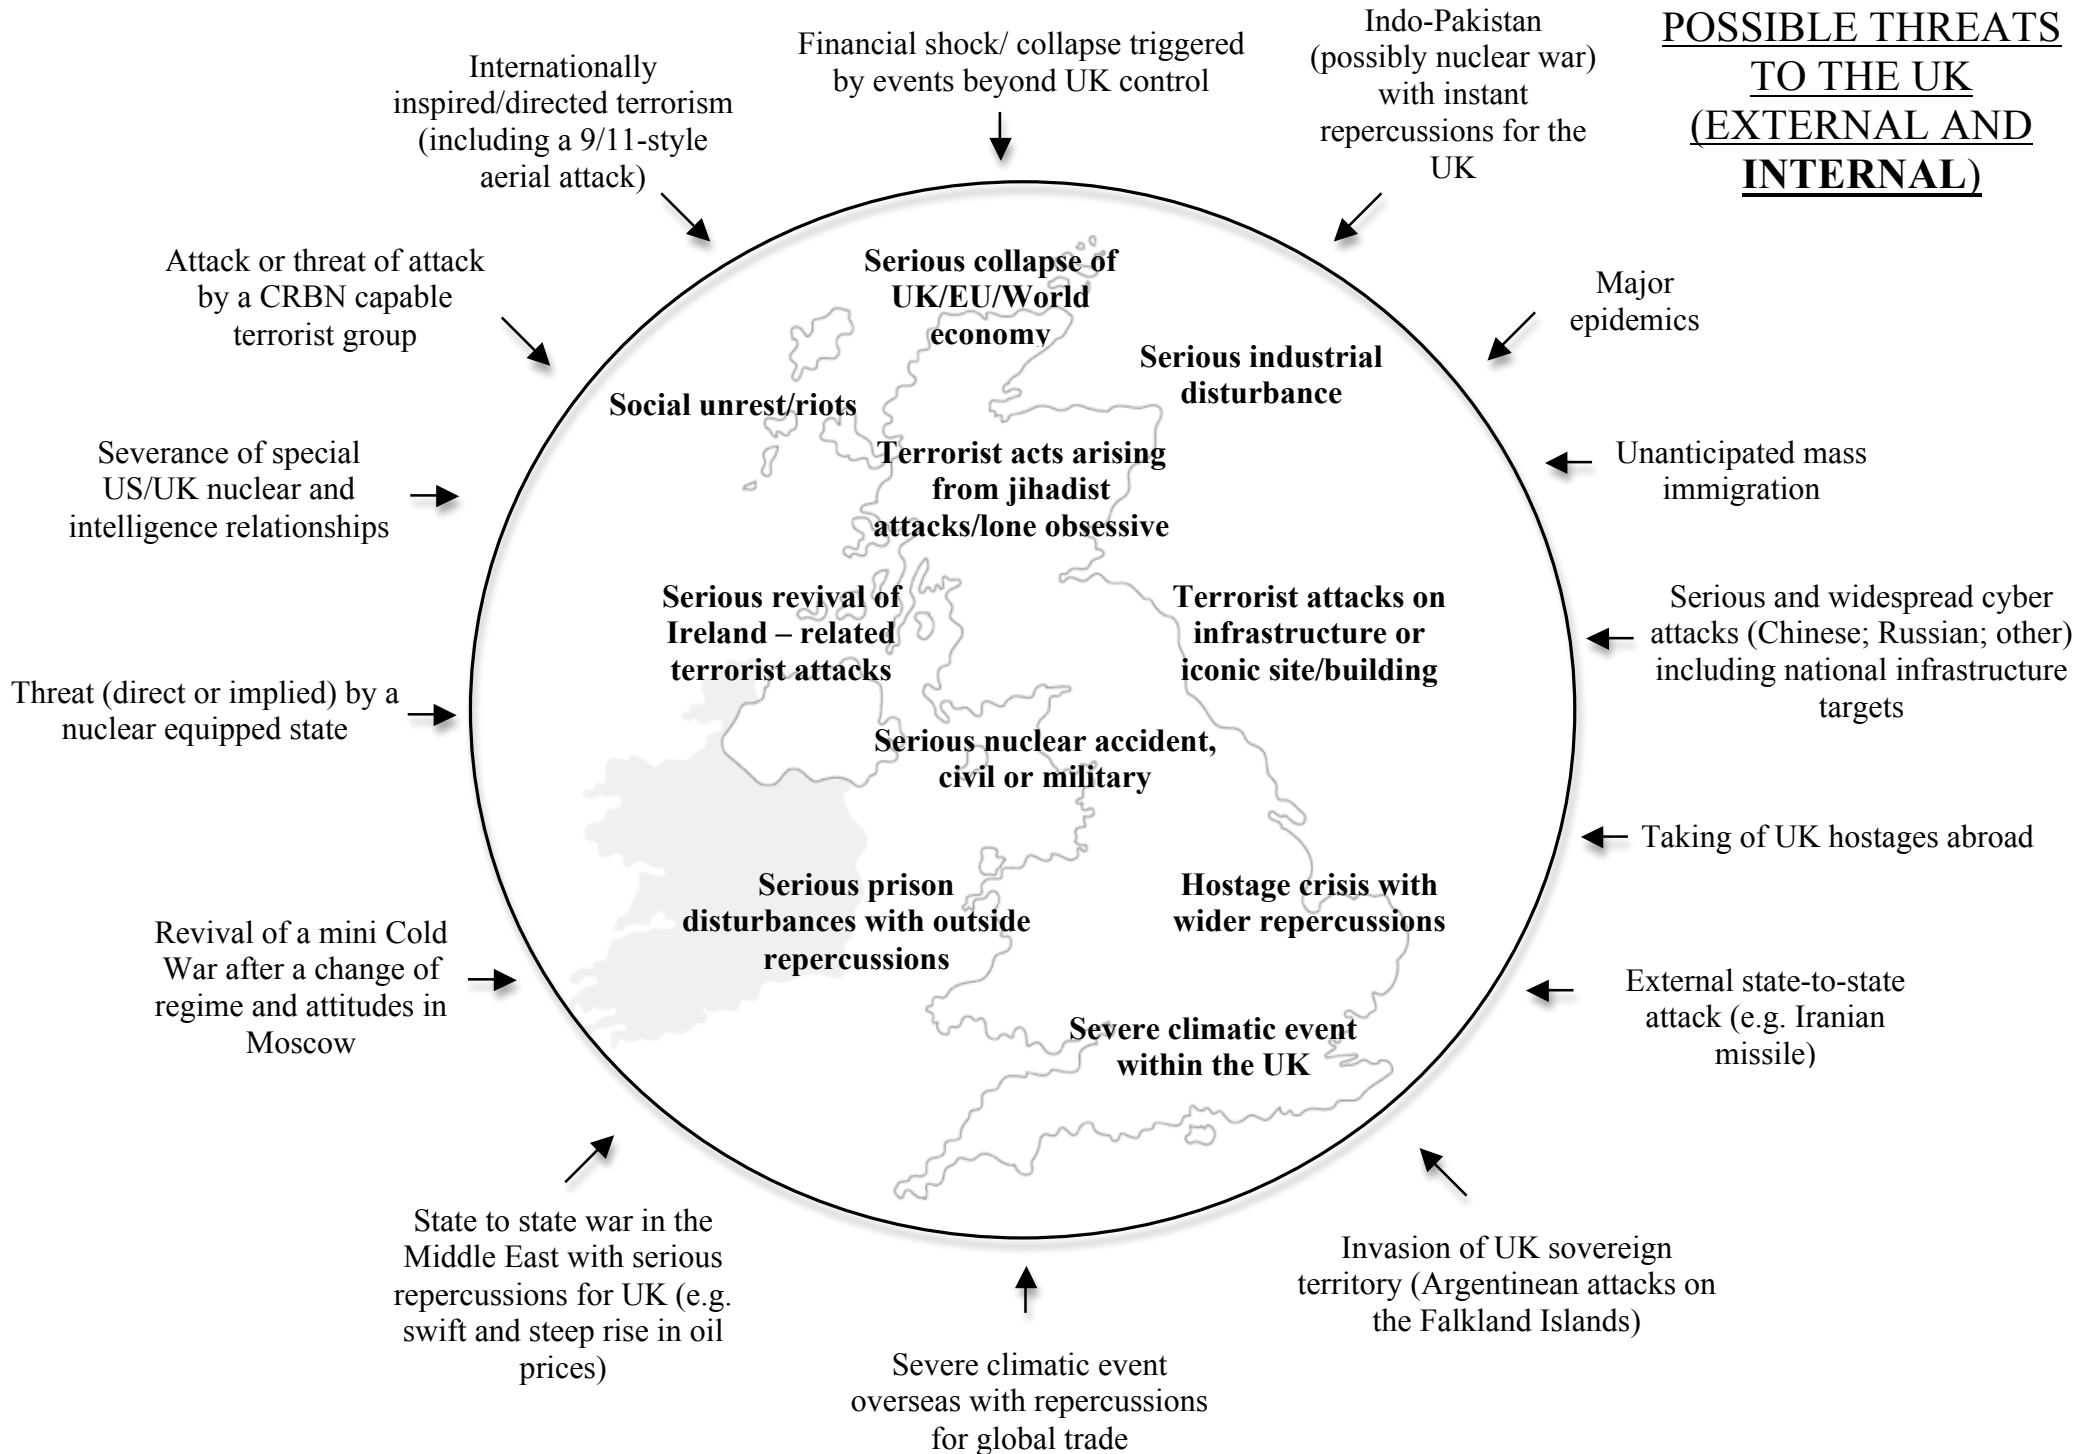 POSSIBLE THREATS
TO THE UK
(EXTERNAL AND
INTERNAL)
Financial shock/ collapse triggered
by events beyond UK control
Indo-Pakistan
(possibly nuclear war)
with instant
repercussions for the
UK
Major
epidemics
Unanticipated mass
immigration
Serious and widespread cyber
attacks (Chinese; Russian; other)
including national infrastructure
targets
Taking of UK hostages abroad
External state-to-state
attack (e.g. Iranian
missile)
Invasion of UK sovereign
territory (Argentinean attacks on
the Falkland Islands)
Severe climatic event
overseas with repercussions
for global trade
State to state war in the
Middle East with serious
repercussions for UK (e.g.
swift and steep rise in oil
prices)
Revival of a mini Cold
War after a change of
regime and attitudes in
Moscow
Threat (direct or implied) by a
nuclear equipped state
Severance of special
US/UK nuclear and
intelligence relationships
Attack or threat of attack
by a CRBN capable
terrorist group
Internationally
inspired/directed terrorism
(including a 9/11-style
aerial attack)
Serious collapse of
UK/EU/World
economy
Serious industrial
disturbance
Social unrest/riots
Terrorist acts arising
from jihadist
attacks/lone obsessive
Serious revival of
Ireland – related
terrorist attacks
Terrorist attacks on
infrastructure or
iconic site/building
Serious nuclear accident,
civil or military
Serious prison
disturbances with outside
repercussions
Hostage crisis with
wider repercussions
Severe climatic event
within the UK